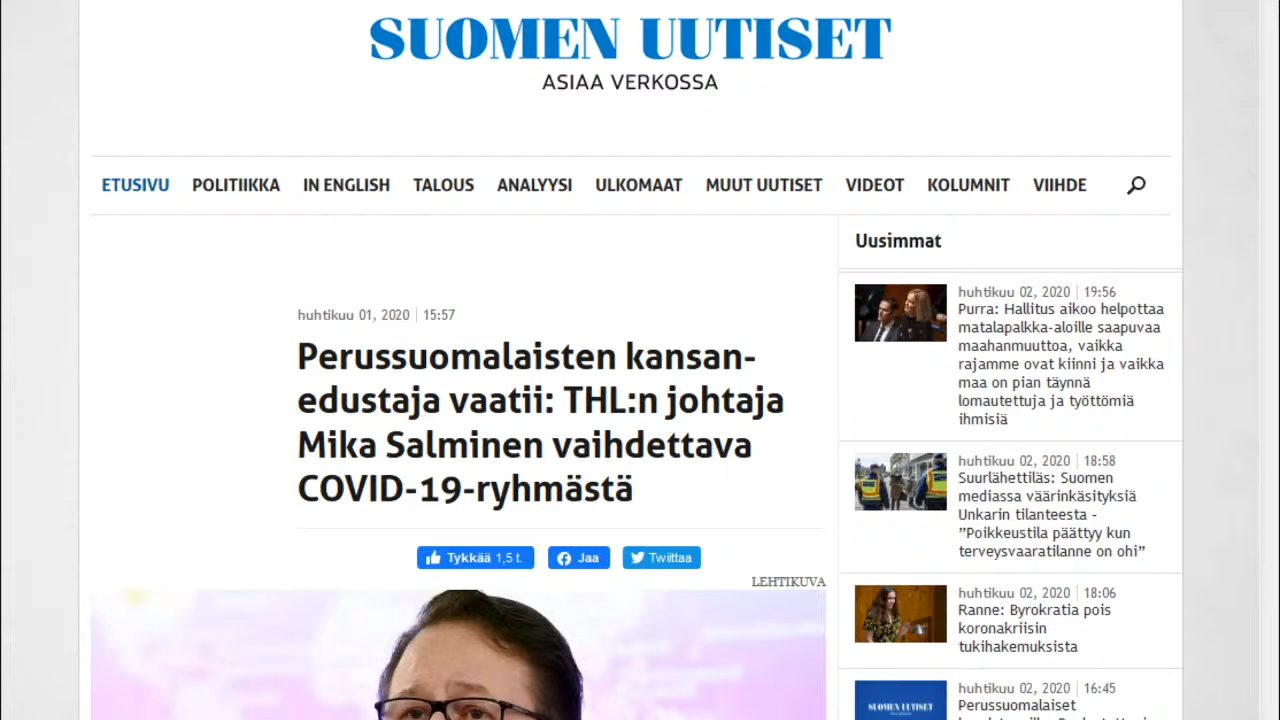 SUOMEN UUTISET
ASIAA VERKOSSA
ETUSIVU POLITIIKKA IN ENGLISH TALOUS ANALYYSI ULKOMAAT MUUT UUTISET VIDEOT KOLUMNIT VIIHDE
huhtikuu 01, 2020 | 15:57
Perussuomalaisten kansan-
edustaja vaatii: THL:n johtaja
Mika Salminen vaihdettava
COVID-19-ryhmästä
Tykkää 1,5 t. Jaa Twiittaa
LEHTIKUVA
Uusimmat
huhtikuu 02, 2020 | 19:56
Purra: Hallitus aikoo helpottaa
matalapalkka-aloille saapuvaa
maahanmuuttoa, vaikka
rajamme ovat kiinni ja vaikka
maa on pian täynnä
lomautettuja ja työttömiä
ihmisiä
huhtikuu 02, 2020 | 18:58
Suurlähettiläs: Suomen
mediassa väärinkäsityksiä
Unkarin tilanteesta -
”Poikkeustila päättyy kun
terveysvaaratilanne on ohi”
huhtikuu 02, 2020 | 18:06
Ranne: Byrokratia pois
koronakriisin
tukihakemuksista
SUOMEN UUTISET
huhtikuu 02, 2020 | 16:45
Perussuomalaiset